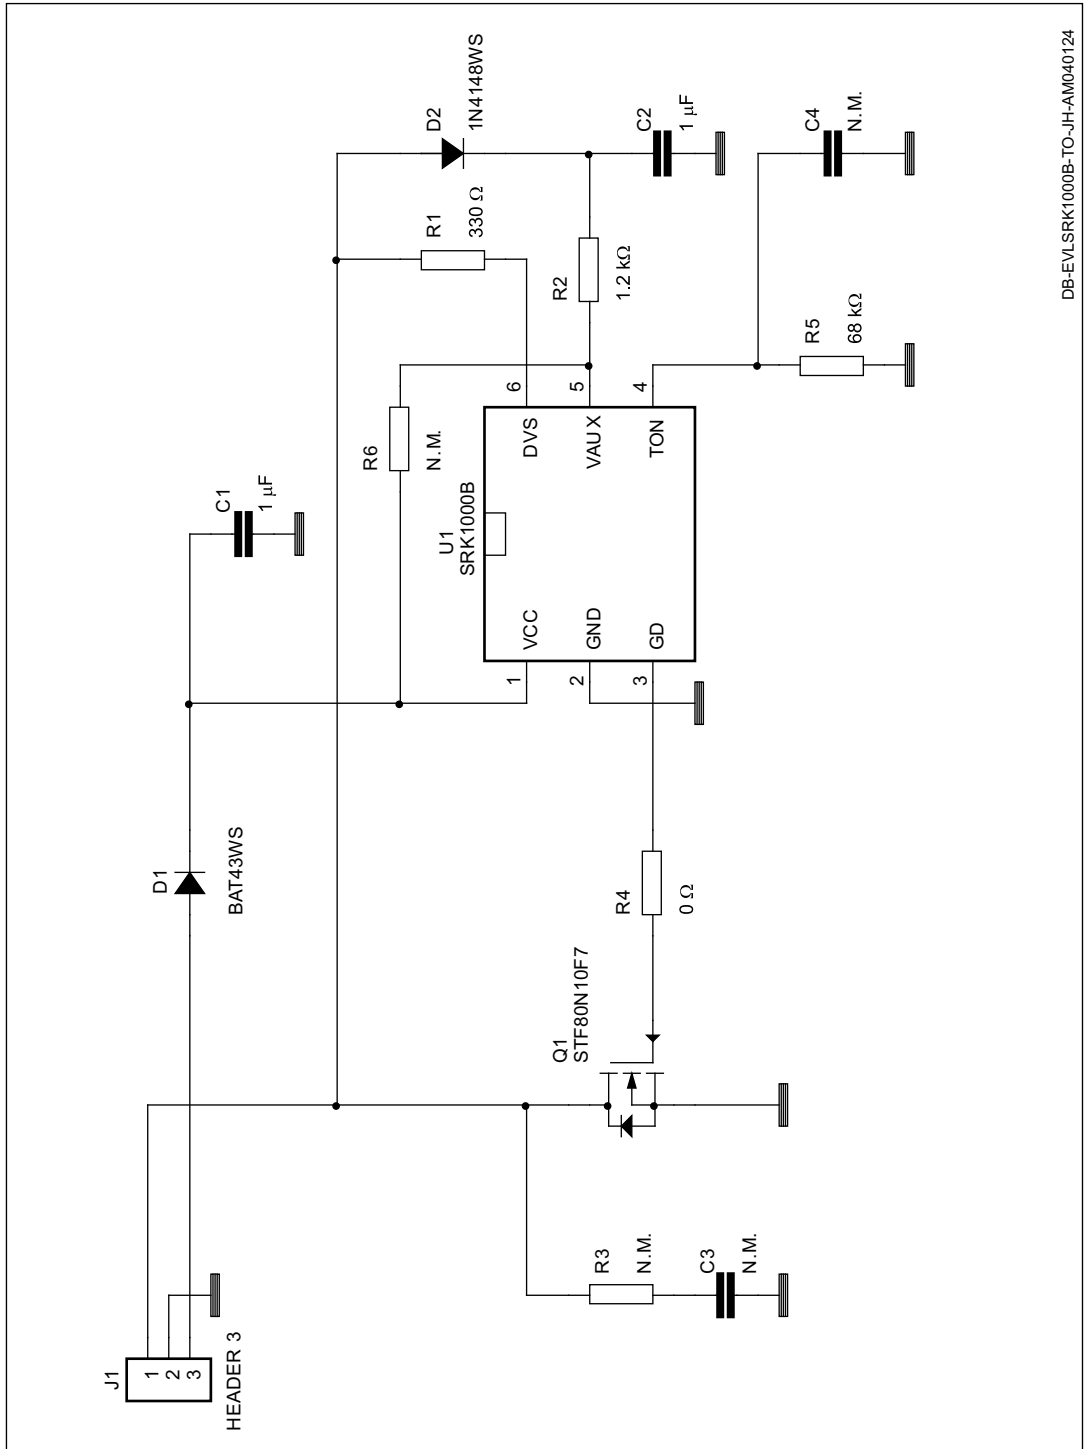 J1
1
2
3
HEADER 3
D1
BAT43WS
C1
1 μF
R3
N.M.
C3
N.M.
Q1
STF80N10F7
R4
0 Ω
U1
SRK1000B
1
VCC
2
GND
3
GD
6
DVS
5
VAUX
4
TON
R6
N.M.
R1
330 Ω
D2
1N4148WS
R2
1.2 kΩ
C2
1 μF
R5
68 kΩ
C4
N.M.
DB-EVLSRK1000B-TO-JH-AM040124